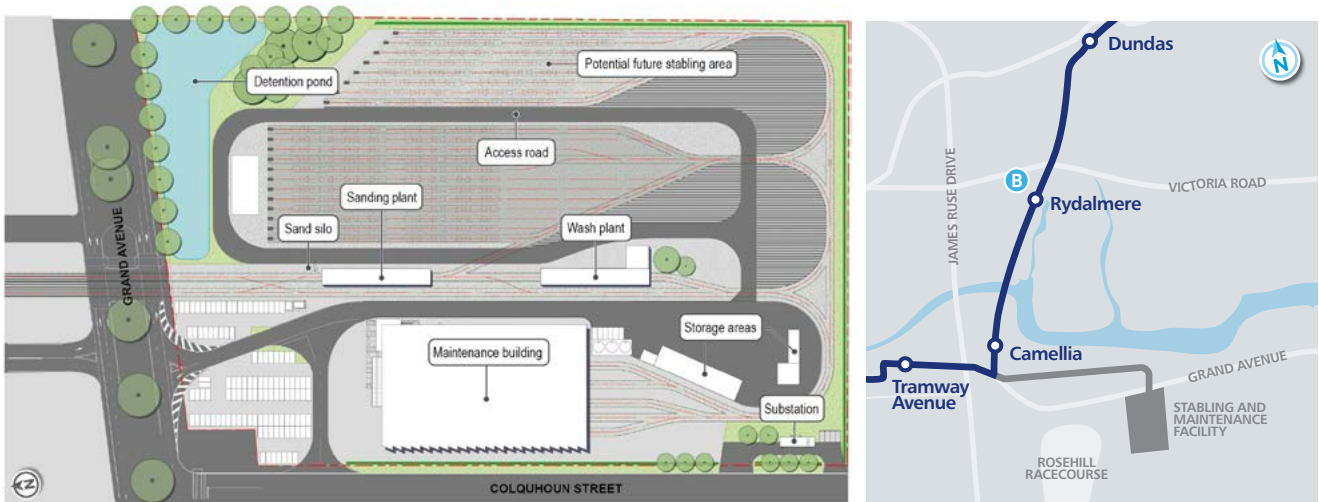 Detention pond
Potential future stabling area
Access road
Sanding plant
Sand silo
Wash plant
GRAND AVENUE
Storage areas
Maintenance building
Substation
N
COLQUHOUN STREET
Dundas
N
JAMES RUSE DRIVE
B
VICTORIA ROAD
Rydalmere
Camellia
GRAND AVENUE
Tramway
Avenue
STABLING AND
MAINTENANCE
FACILITY
ROSEHILL
RACECOURSE